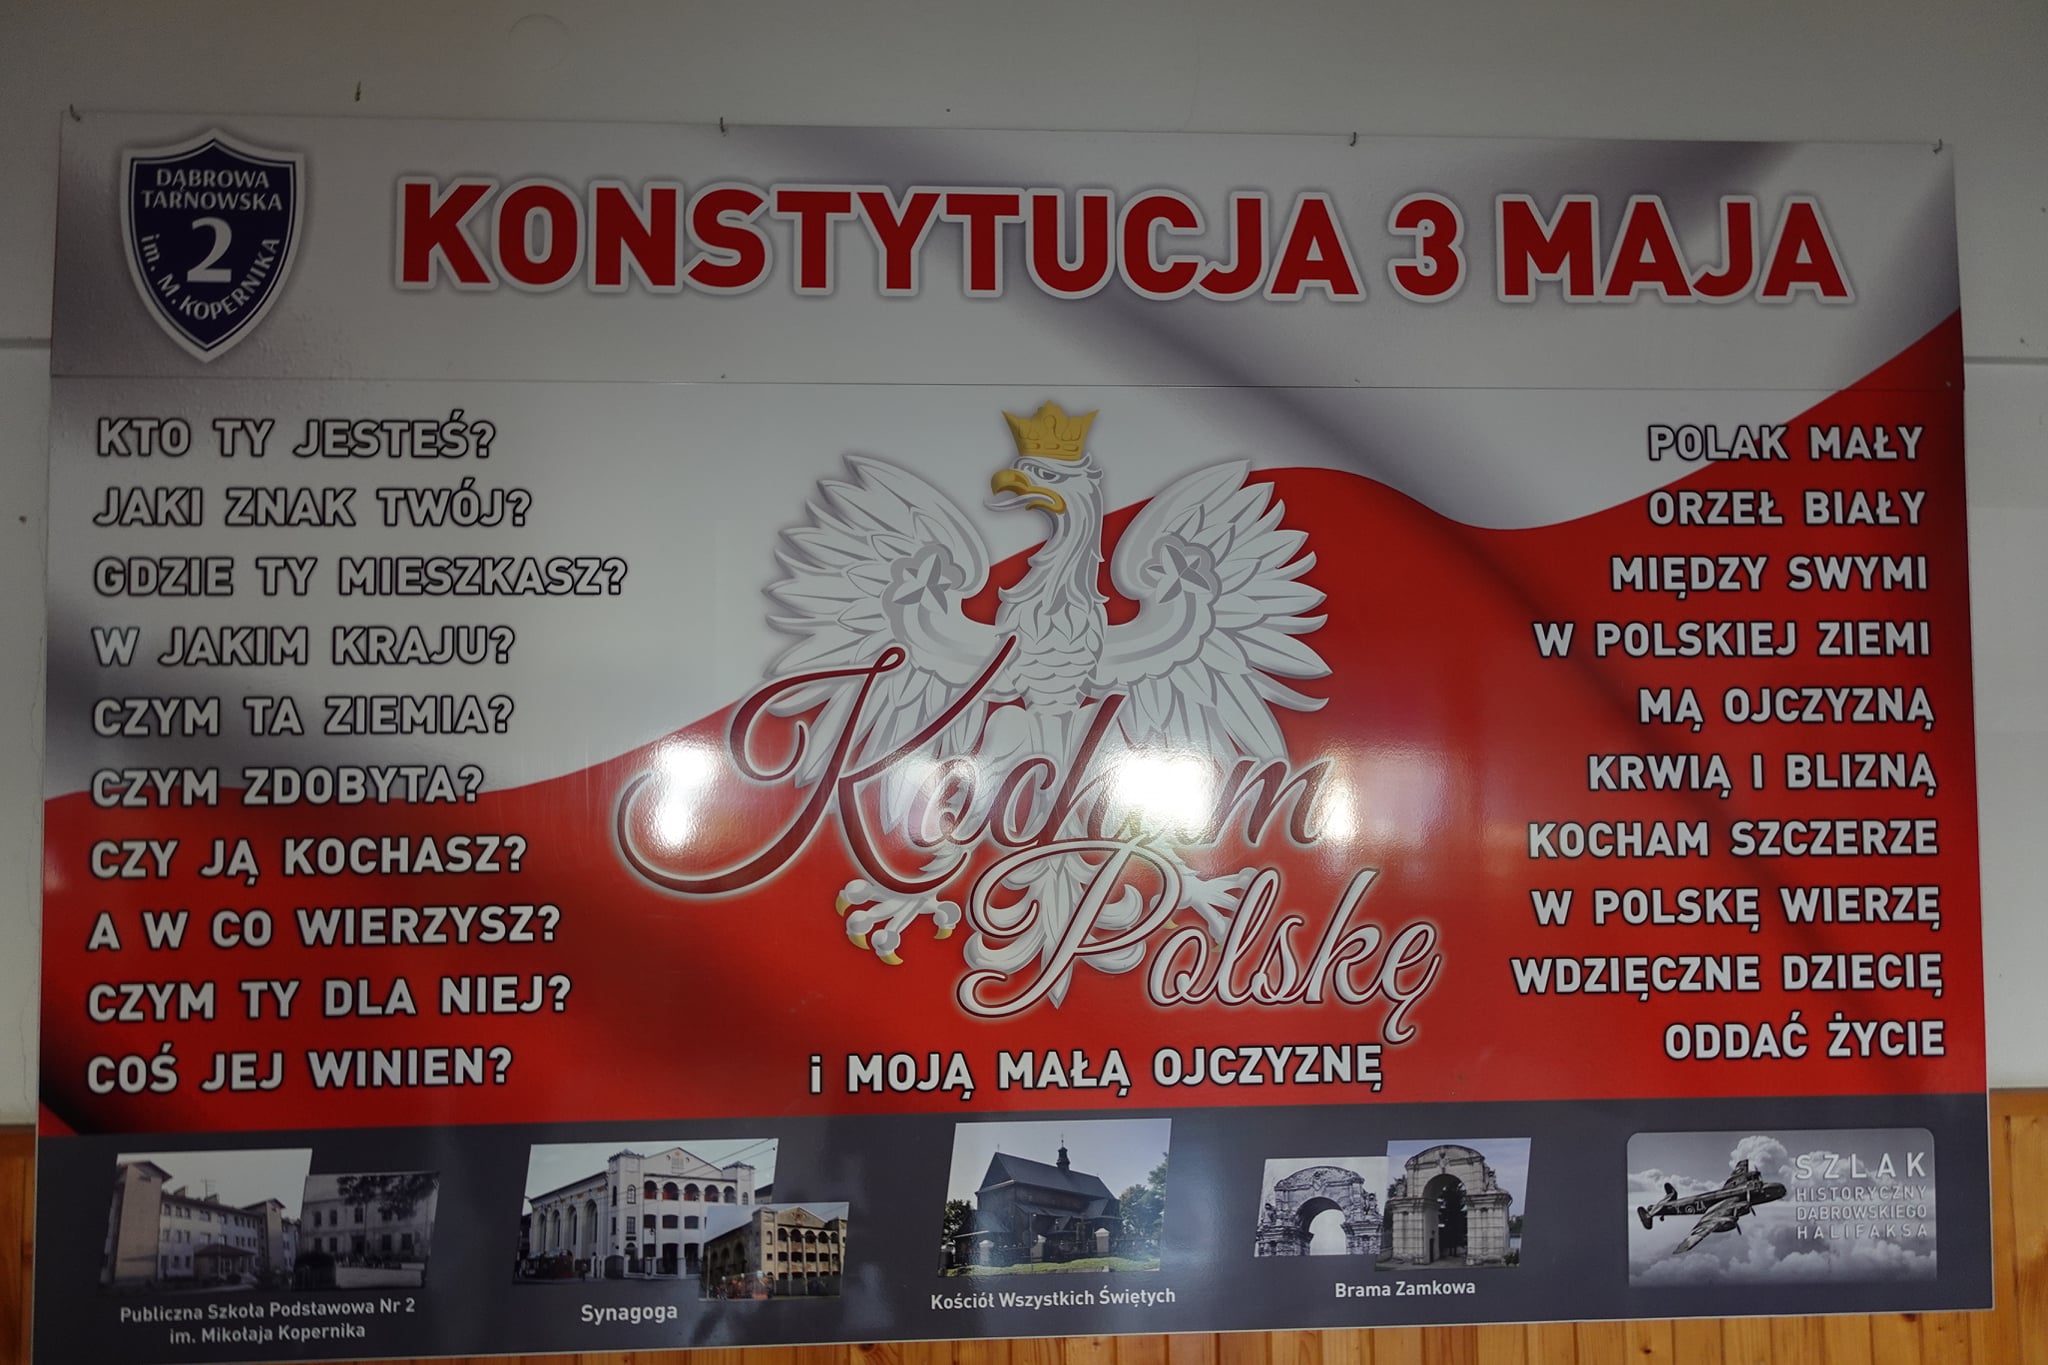 DĄBROWA
TARNOWSKA
2
im. M. KOPERNIKA
KONSTYTUCJA 3 MAJA
KTO TY JESTEŚ?
JAKI ZNAK TWÓJ?
GDZIE TY MIESZKASZ?
W JAKIM KRAJU?
CZYM TA ZIEMIA?
CZYM ZDOBYTA?
CZY JĄ KOCHASZ?
A W CO WIERZYSZ?
CZYM TY DLA NIEJ?
COŚ JEJ WINIEN?
Kocham
Polskę
i MOJĄ MAŁĄ OJCZYZNĘ
POLAK MAŁY
ORZEŁ BIAŁY
MIĘDZY SWYMI
W POLSKIEJ ZIEMI
MĄ OJCZYZNĄ
KRWIĄ I BLIZNĄ
KOCHAM SZCZERZE
W POLSKĘ WIERZĘ
WDZIĘCZNE DZIECIĘ
ODDAĆ ŻYCIE
Publiczna Szkoła Podstawowa Nr 2
im. Mikołaja Kopernika
Synagoga
Kościół Wszystkich Świętych
Brama Zamkowa
SZLAK
HISTORYCZNY
DĄBROWSKIEGO
HALIFAKSA